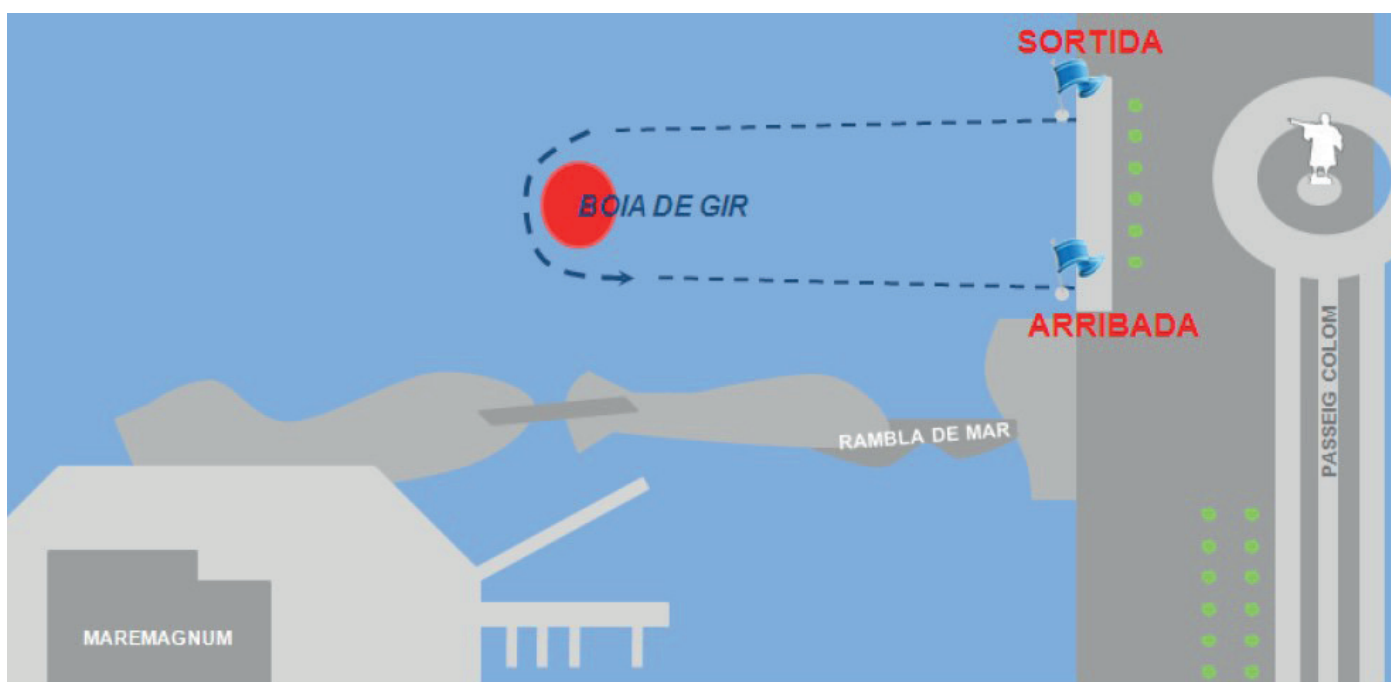 SORTIDA
BOIA DE GIR
ARRIBADA
PASSEIG COLOM
RAMBLA DE MAR
MAREMAGNUM